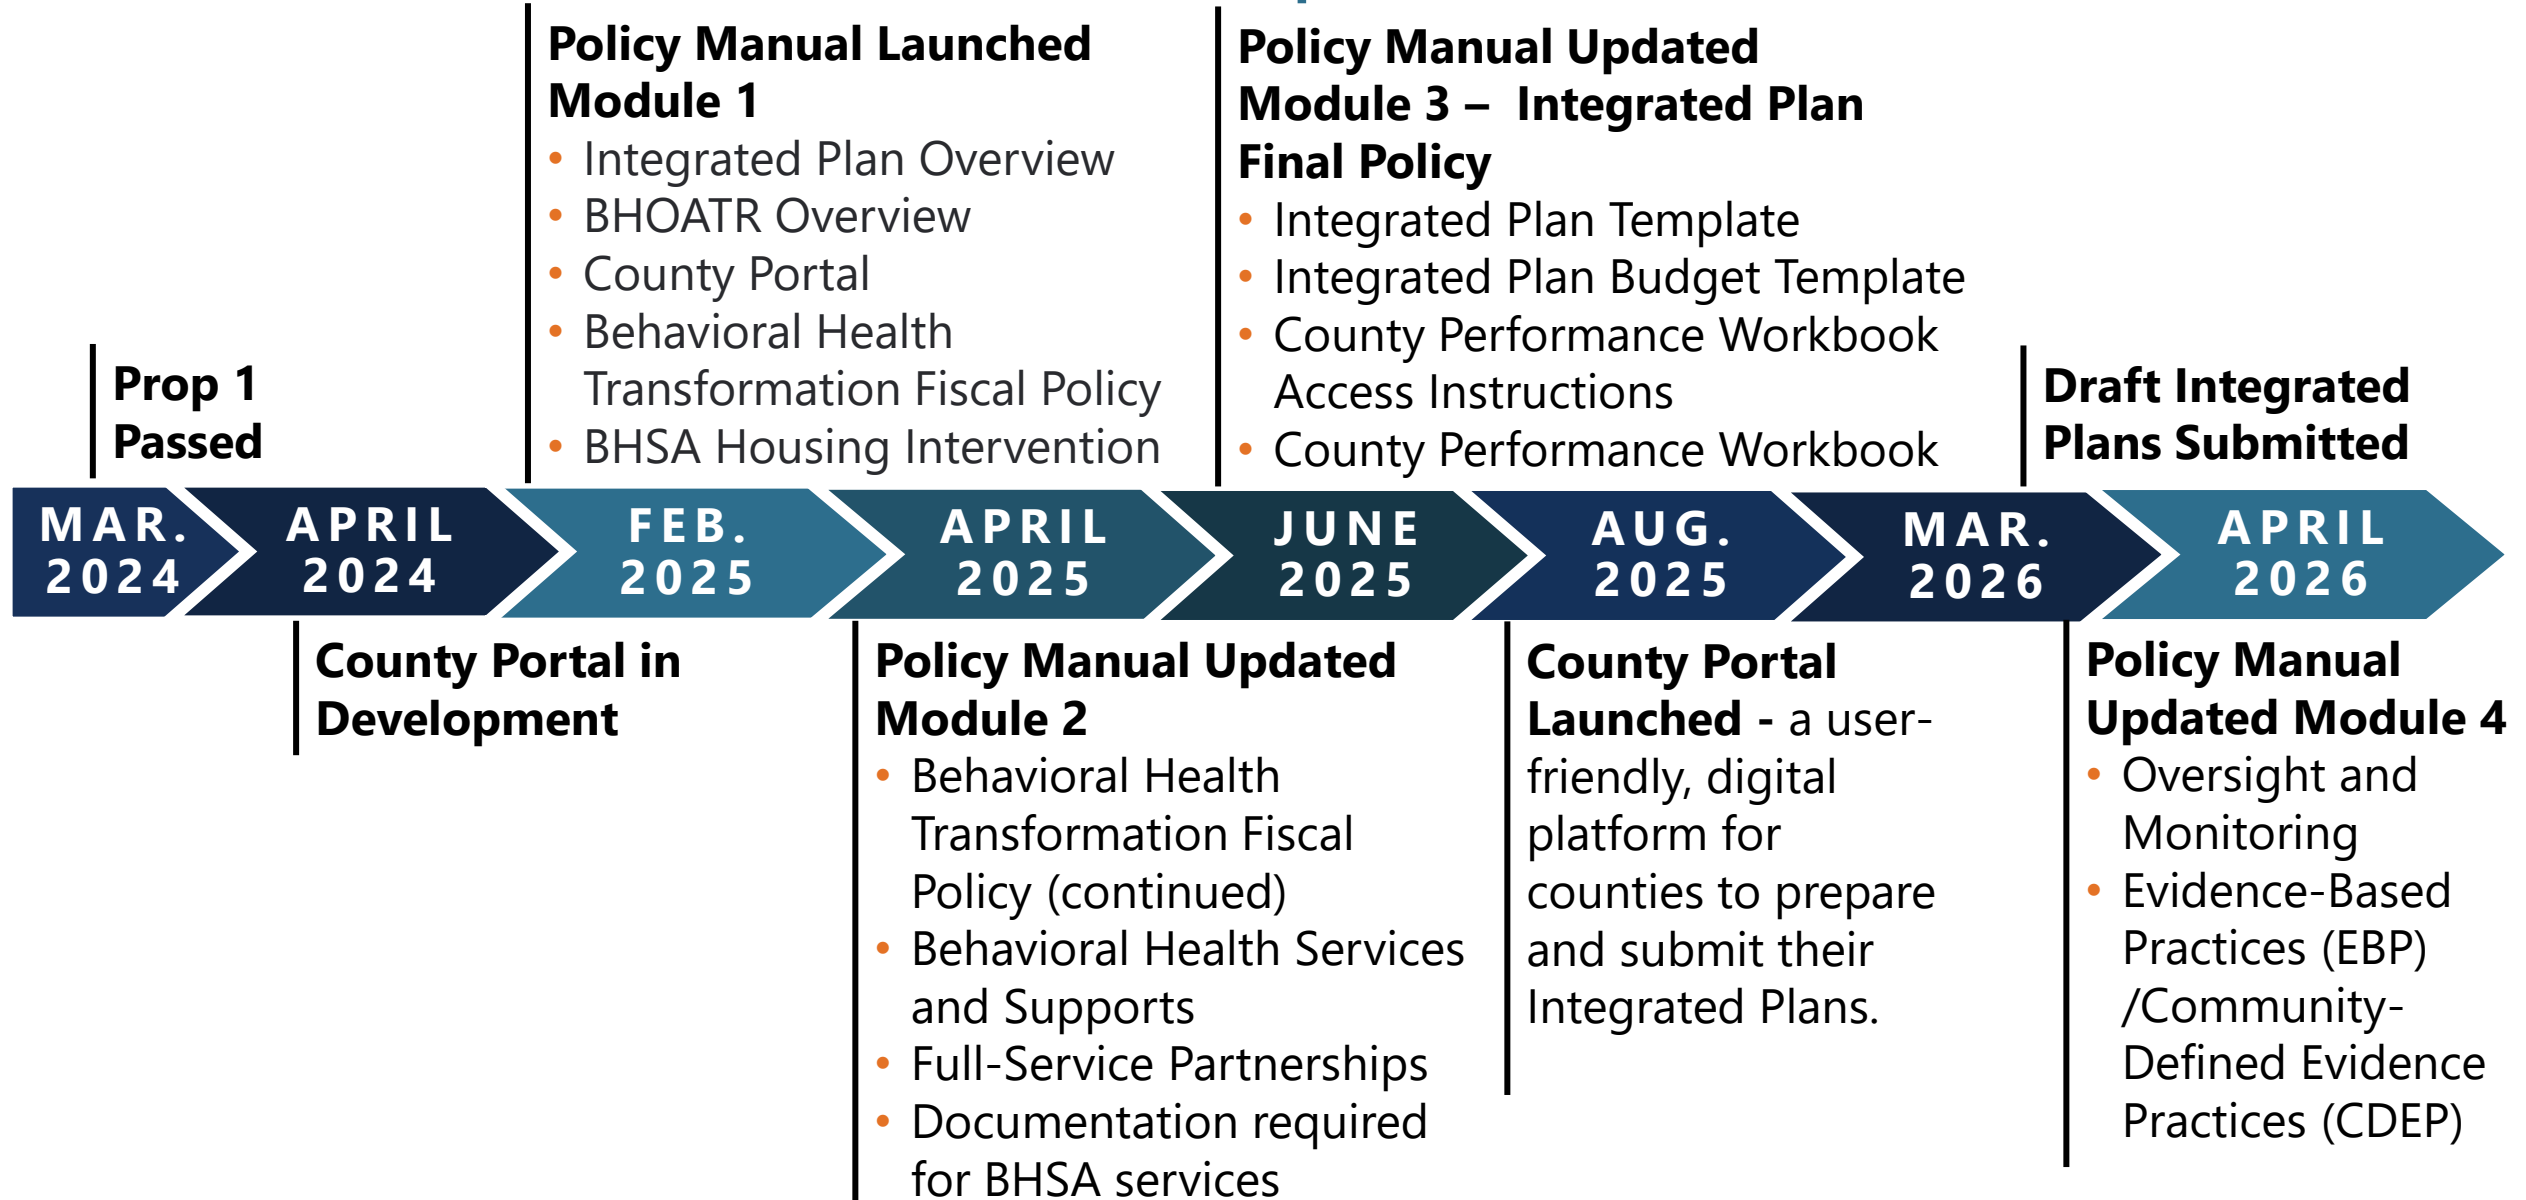 Policy Manual Launched
Module 1
• Integrated Plan Overview
• BHOATR Overview
• County Portal
• Behavioral Health
Transformation Fiscal Policy
• BHSA Housing Intervention
Policy Manual Updated
Module 3 – Integrated Plan
Final Policy
• Integrated Plan Template
• Integrated Plan Budget Template
• County Performance Workbook
Access Instructions
• County Performance Workbook
Prop 1
Passed
Draft Integrated
Plans Submitted
MAR.
2024
APRIL
2024
FEB.
2025
APRIL
2025
JUNE
2025
AUG.
2025
MAR.
2026
APRIL
2026
County Portal in
Development
Policy Manual Updated
Module 2
• Behavioral Health
Transformation Fiscal
Policy (continued)
• Behavioral Health Services
and Supports
• Full-Service Partnerships
• Documentation required
for BHSA services
County Portal
Launched - a user-
friendly, digital
platform for
counties to prepare
and submit their
Integrated Plans.
Policy Manual
Updated Module 4
• Oversight and
Monitoring
• Evidence-Based
Practices (EBP)
/Community-
Defined Evidence
Practices (CDEP)